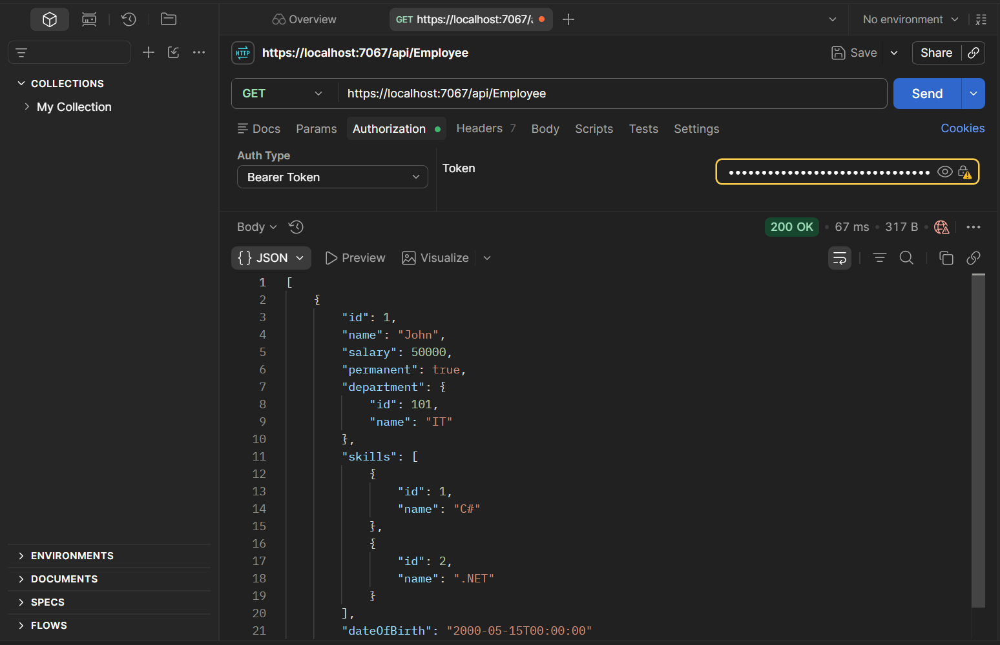 Overview
GET https://localhost:7067/a
No environment
https://localhost:7067/api/Employee
Save
Share
COLLECTIONS
My Collection
GET
https://localhost:7067/api/Employee
Send
Docs
Params
Authorization
Headers 7
Body
Scripts
Tests
Settings
Cookies
Auth Type
Bearer Token
Token
Body
200 OK
67 ms
317 B
{} JSON
Preview
Visualize
1 [
2 {
3 "id": 1,
4 "name": "John",
5 "salary": 50000,
6 "permanent": true,
7 "department": {
8 "id": 101,
9 "name": "IT"
10 },
11 "skills": [
12 {
13 "id": 1,
14 "name": "C#"
15 },
16 {
17 "id": 2,
18 "name": ".NET"
19 }
20 ],
21 "dateOfBirth": "2000-05-15T00:00:00"
ENVIRONMENTS
DOCUMENTS
SPECS
FLOWS